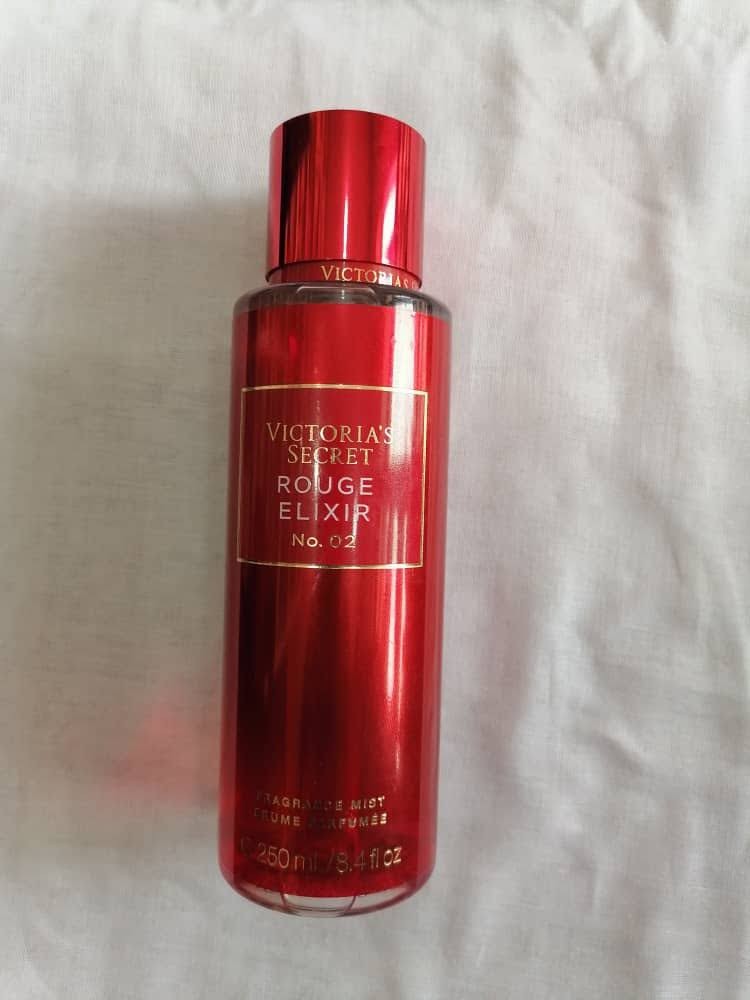 VICTORIA'S
VICTORIA'S
SECRET
ROUGE
ELIXIR
No. 02
FRAGRANCE MIST
BRUME PARFUMÉE
℮ 250 mL/8.4 fl oz